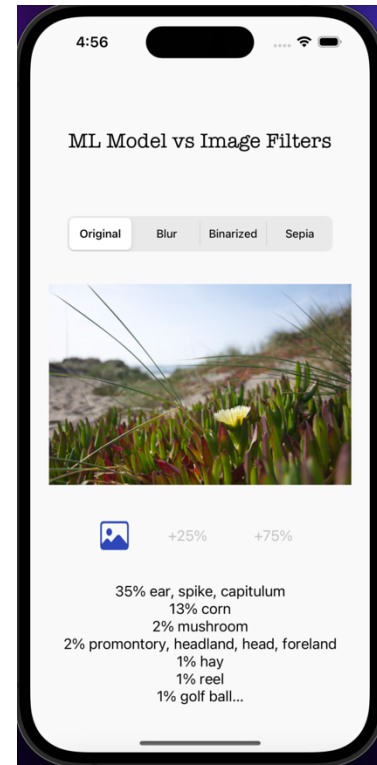 4:56
ML Model vs Image Filters
Original Blur Binarized Sepia
+25% +75%
35% ear, spike, capitulum
13% corn
2% mushroom
2% promontory, headland, head, foreland
1% hay
1% reel
1% golf ball...